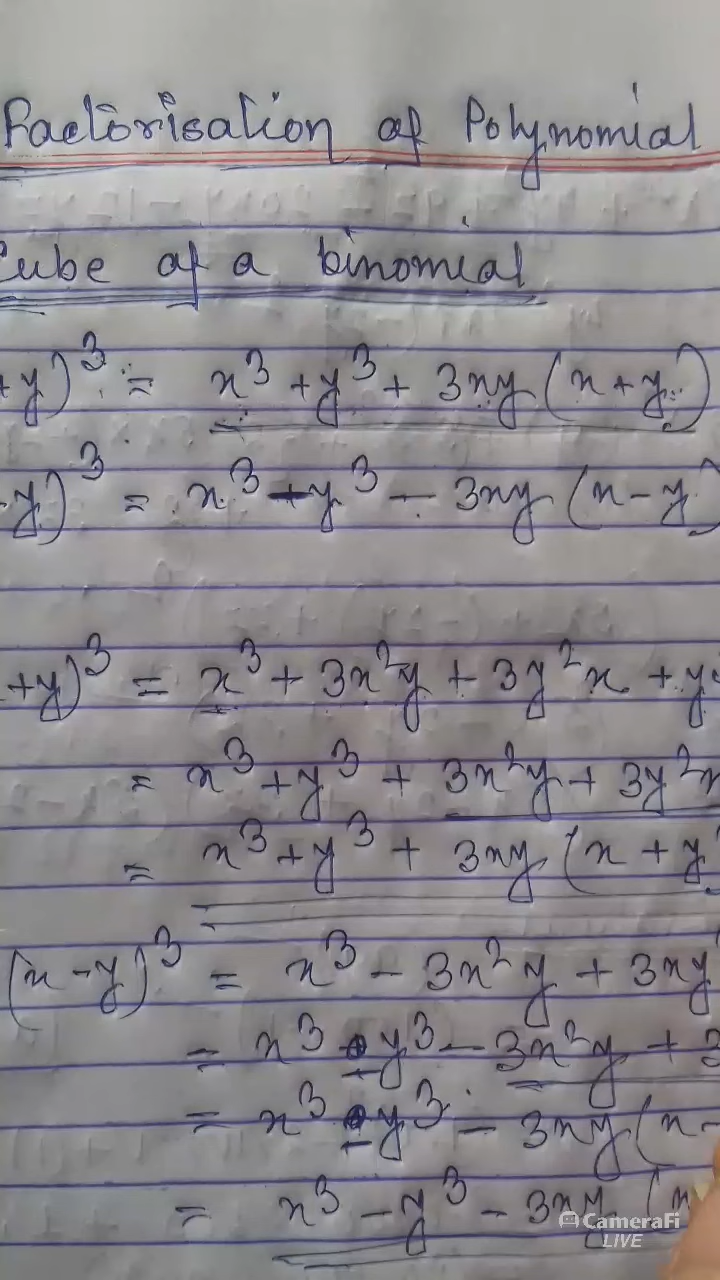 Factorisation of Polynomial
Cube of a binomial
+y)³ = x³ + y³ + 3xy (x + y)
-y)³ = x³ - y³ - 3xy (x - y)
+y)³ = x³ + 3x²y + 3y²x + y
= x³ + y³ + 3x²y + 3y²x
= x³ + y³ + 3xy (x + y)
(x - y)³ = x³ - 3x²y + 3xy
= x³ - y³ - 3x²y + 3
= x³ - y³ - 3xy (x -
= x³ - y³ - 3xy (x
CameraFi
LIVE